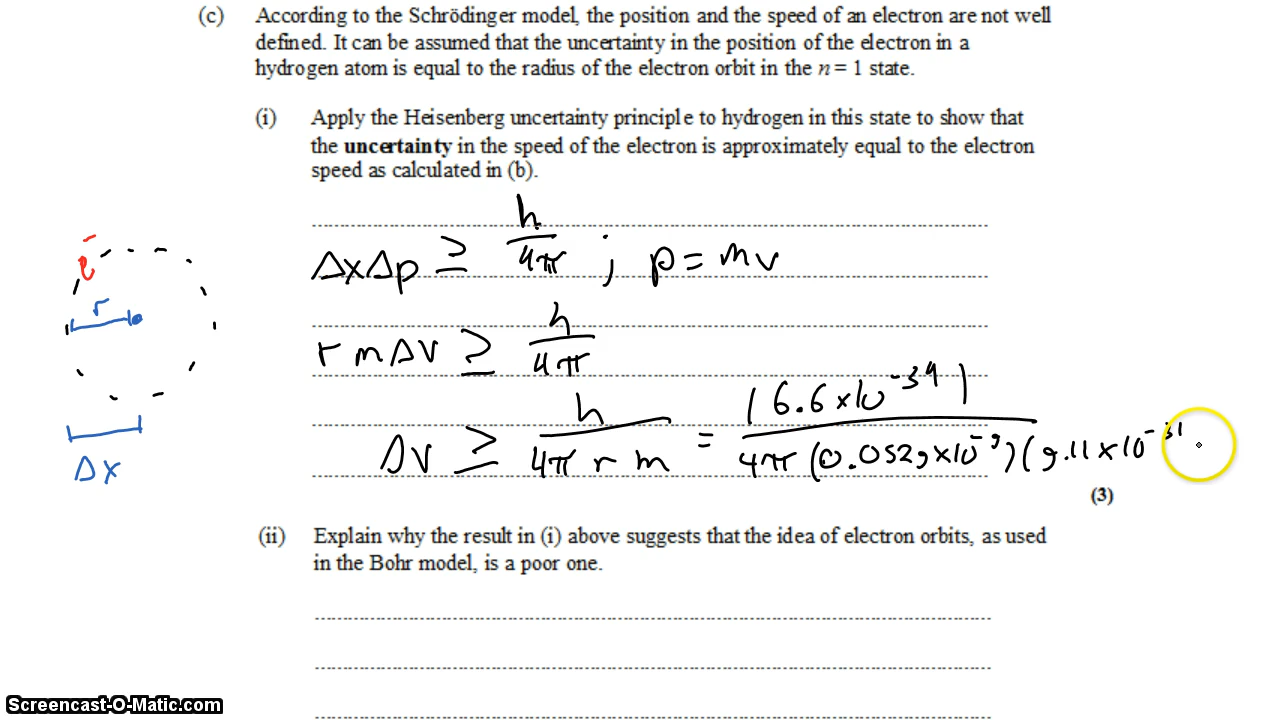 (c) According to the Schrödinger model, the position and the speed of an electron are not well
defined. It can be assumed that the uncertainty in the position of the electron in a
hydrogen atom is equal to the radius of the electron orbit in the n = 1 state.
(i) Apply the Heisenberg uncertainty principle to hydrogen in this state to show that
the uncertainty in the speed of the electron is approximately equal to the electron
speed as calculated in (b).
e⁻
r
Δx
ΔxΔp ≥ h/4π ; p = mv
r m Δv ≥ h/4π
Δv ≥ h/4π r m = (6.6×10⁻³⁴)/4π (0.0529×10⁻⁹)(9.11×10⁻³¹
(3)
(ii) Explain why the result in (i) above suggests that the idea of electron orbits, as used
in the Bohr model, is a poor one.
Screencast-O-Matic.com